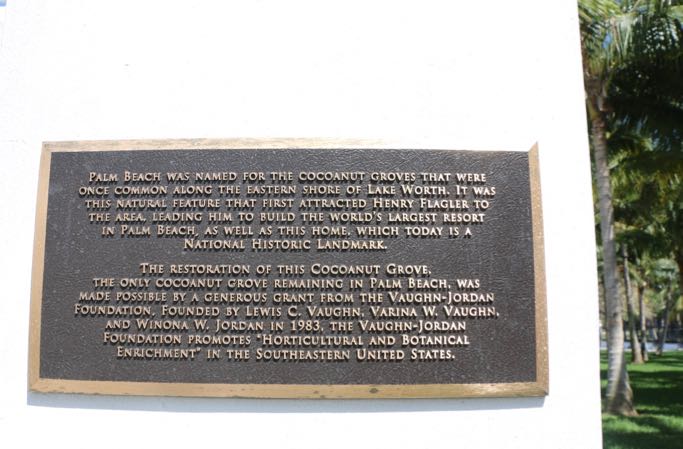 Palm Beach was named for the cocoanut groves that were
once common along the eastern shore of Lake Worth. It was
this natural feature that first attracted Henry Flagler to
the area, leading him to build the world's largest resort
in Palm Beach, as well as this home, which today is a
National Historic Landmark.
The restoration of this Cocoanut Grove,
the only cocoanut grove remaining in Palm Beach, was
made possible by a generous grant from the Vaughn-Jordan
Foundation. Founded by Lewis C. Vaughn, Varina W. Vaughn,
and Winona W. Jordan in 1983, the Vaughn-Jordan
Foundation promotes "Horticultural and Botanical
Enrichment" in the Southeastern United States.